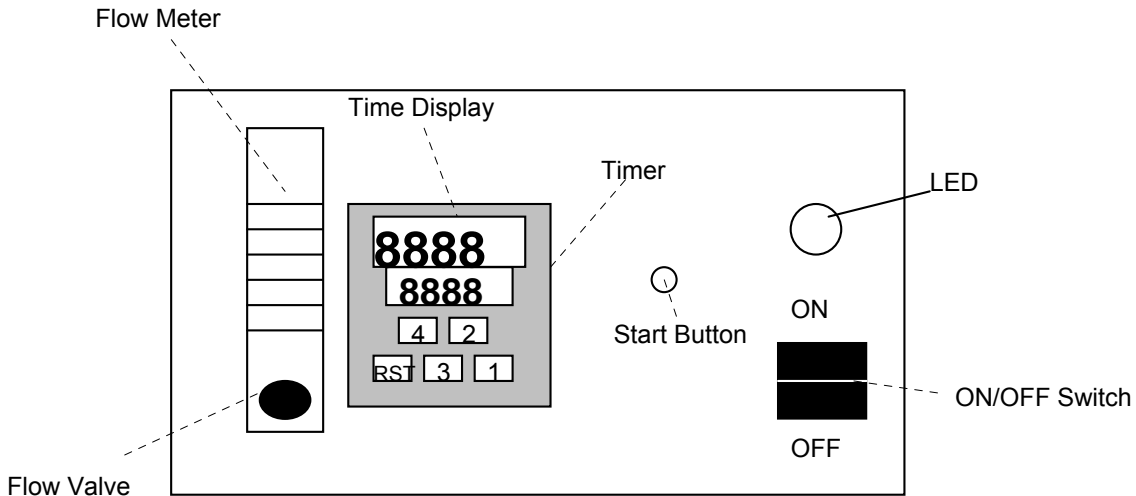 Flow Meter
Time Display
Timer
LED
8888
8888
ON
Start Button
4 2
RST 3 1
ON/OFF Switch
OFF
Flow Valve